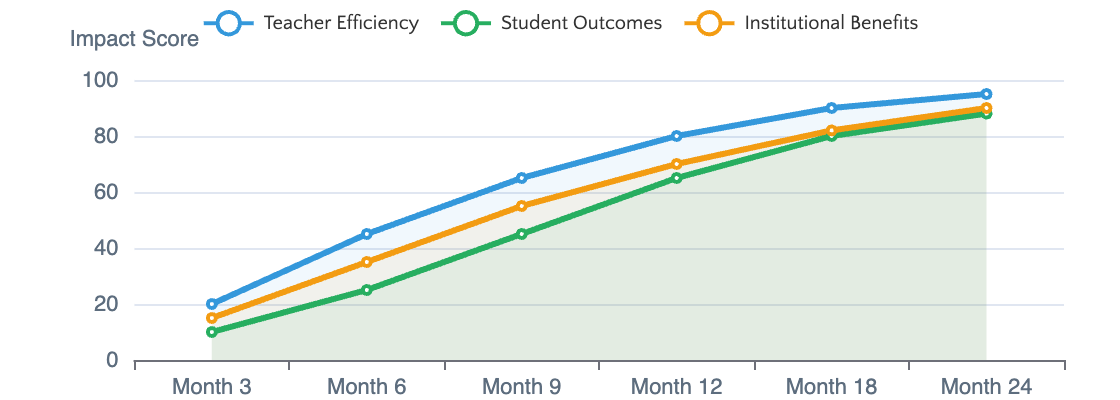 Teacher Efficiency Student Outcomes Institutional Benefits
Impact Score
100
80
60
40
20
0
Month 3 Month 6 Month 9 Month 12 Month 18 Month 24